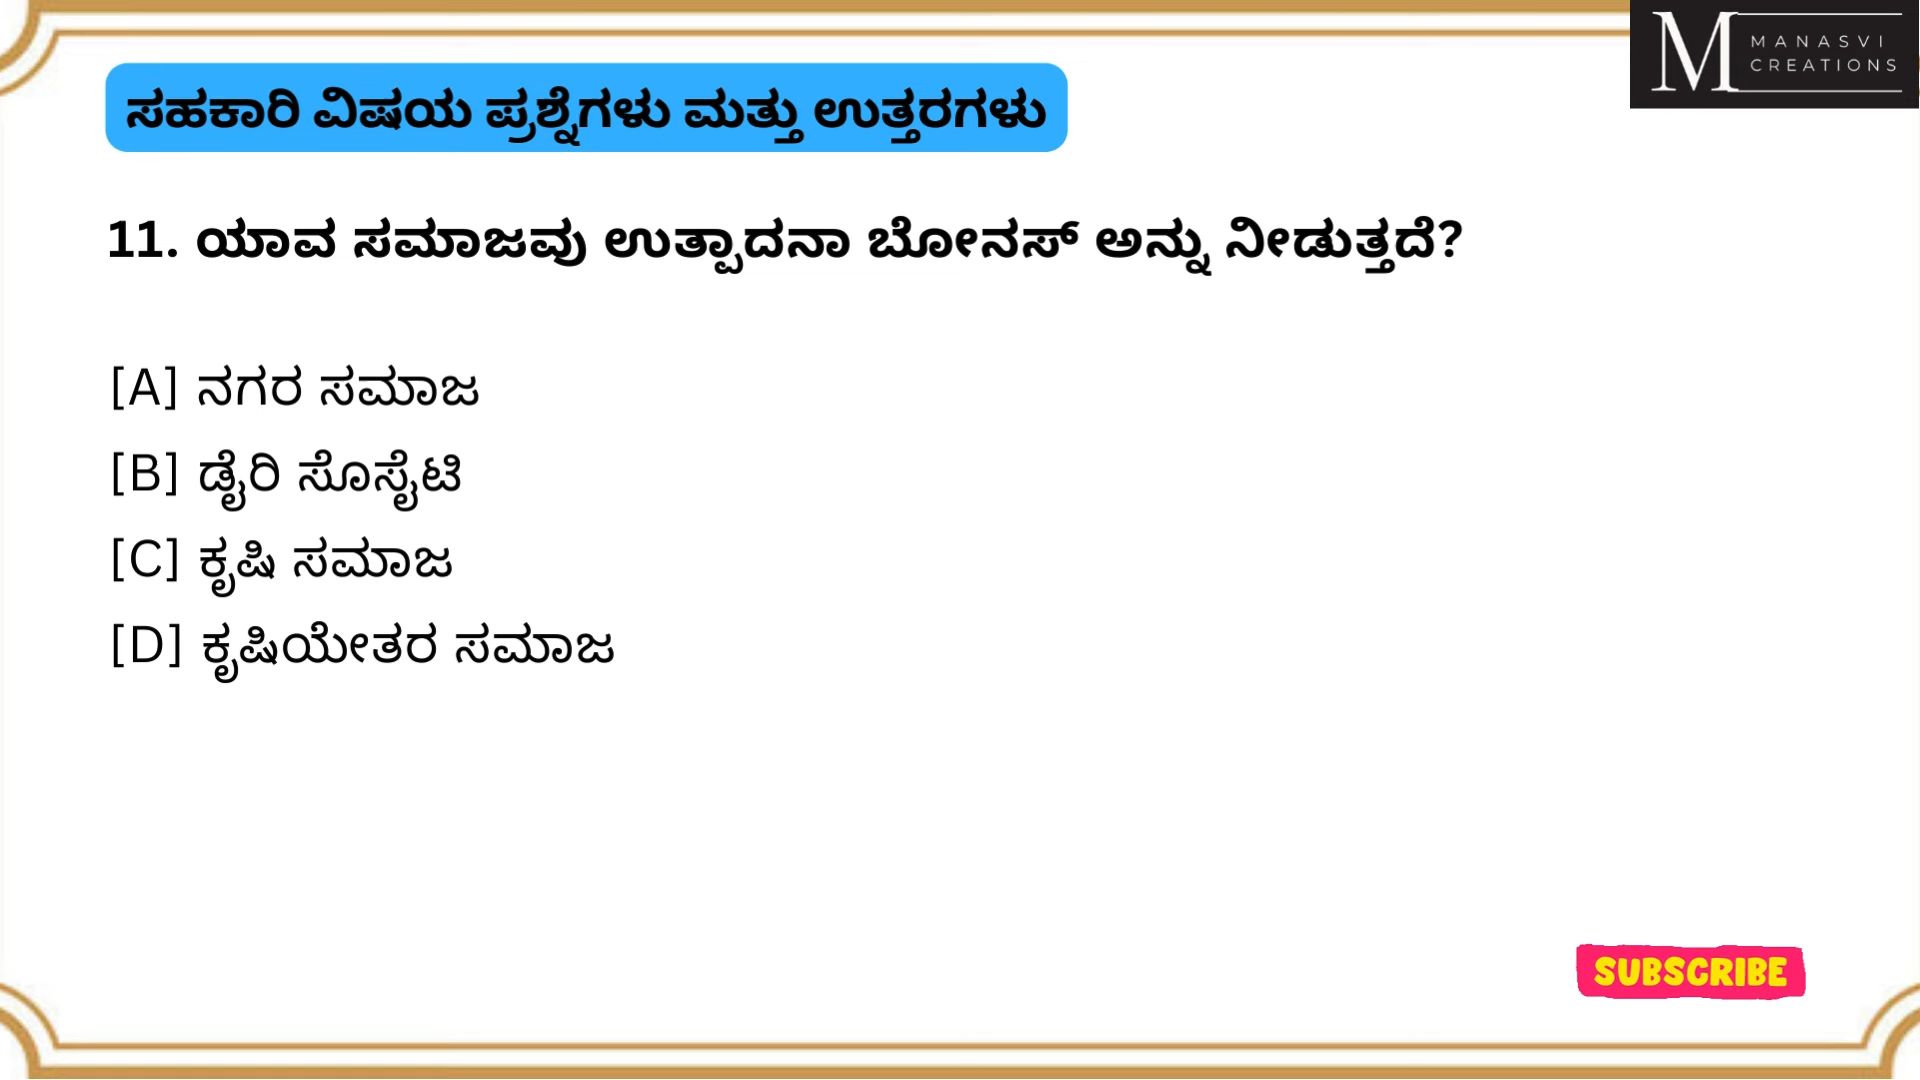 MANASVI
CREATIONS
ಸಹಕಾರಿ ವಿಷಯ ಪ್ರಶ್ನೆಗಳು ಮತ್ತು ಉತ್ತರಗಳು
11. ಯಾವ ಸಮಾಜವು ಉತ್ಪಾದನಾ ಬೋನಸ್ ಅನ್ನು ನೀಡುತ್ತದೆ?
[A] ನಗರ ಸಮಾಜ
[B] ಡೈರಿ ಸೊಸೈಟಿ
[C] ಕೃಷಿ ಸಮಾಜ
[D] ಕೃಷಿಯೇತರ ಸಮಾಜ
SUBSCRIBE